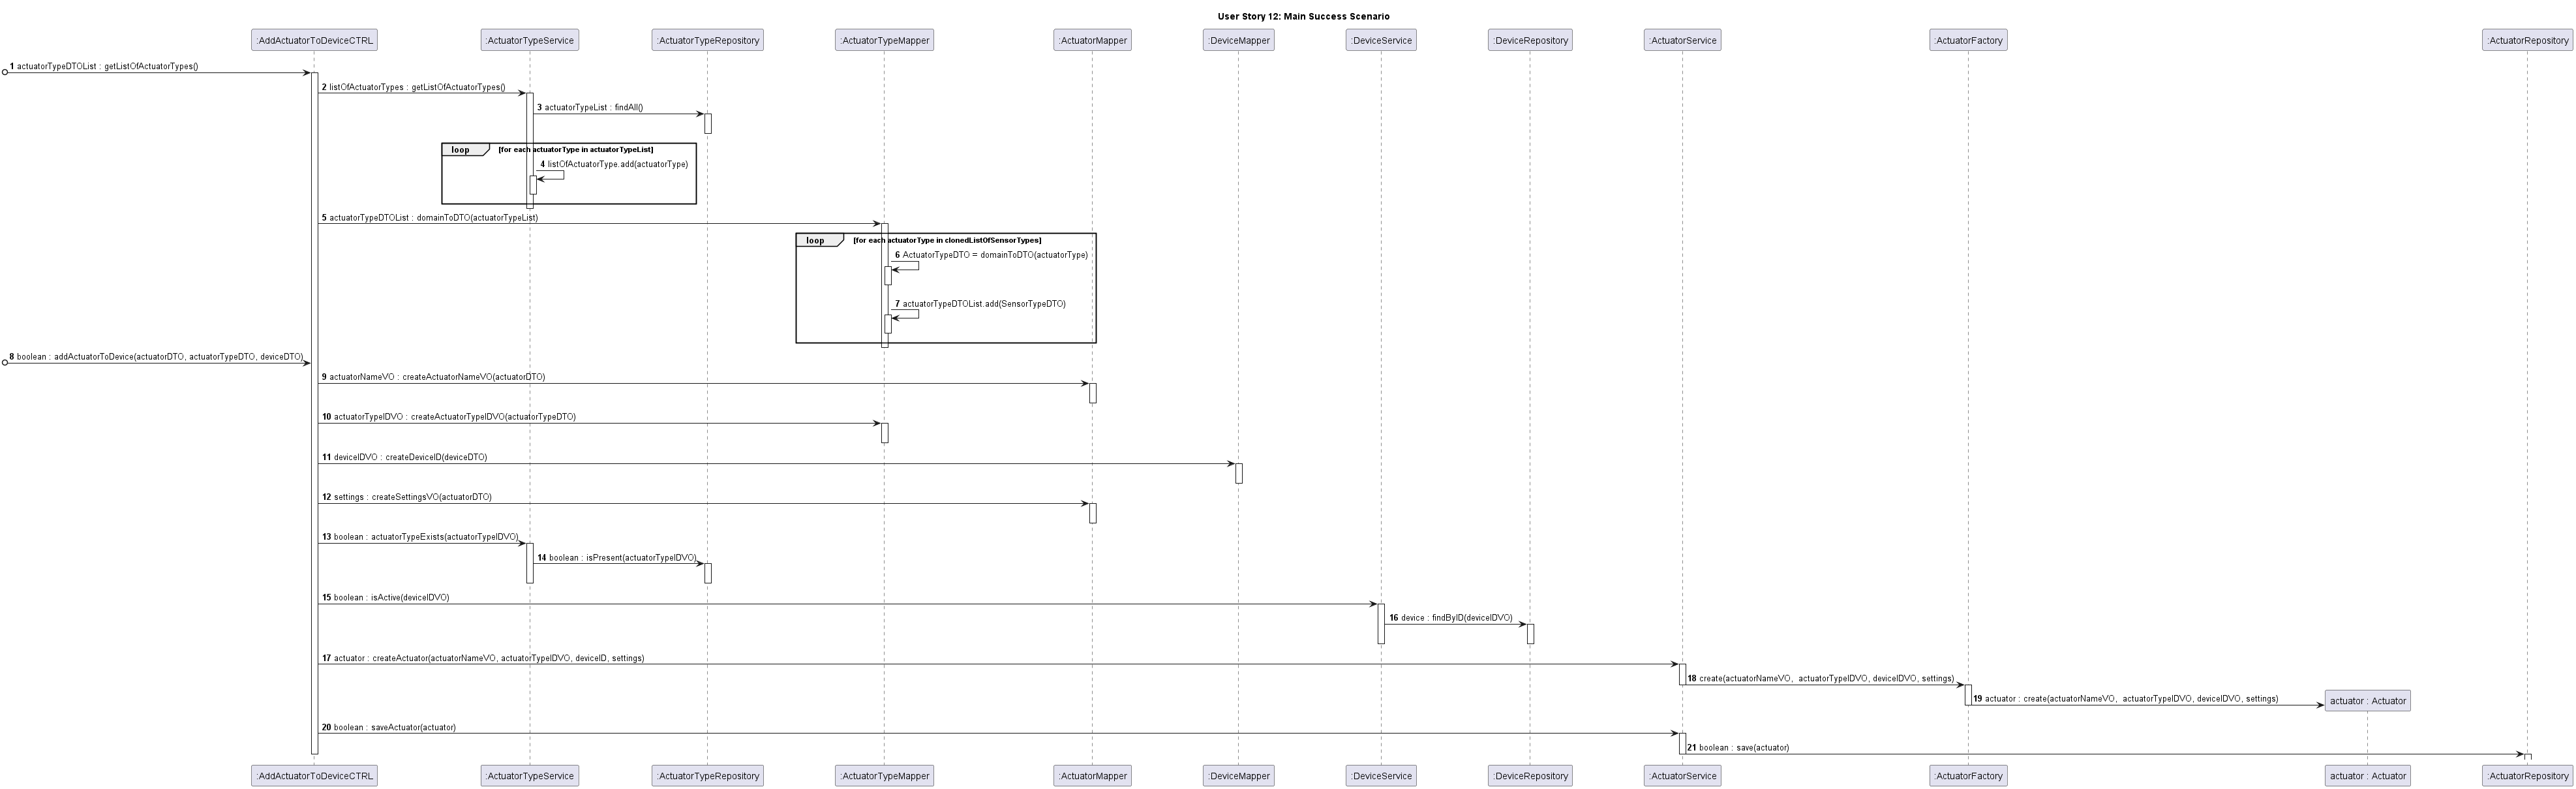 User Story 12: Main Success Scenario
:AddActuatorToDeviceCTRL
:ActuatorTypeService
:ActuatorTypeRepository
:ActuatorTypeMapper
:ActuatorMapper
:DeviceMapper
:DeviceService
:DeviceRepository
:ActuatorService
:ActuatorFactory
:ActuatorRepository
1 actuatorTypeDTOList : getListOfActuatorTypes()
2 listOfActuatorTypes : getListOfActuatorTypes()
3 actuatorTypeList : findAll()
loop [for each actuatorType in actuatorTypeList]
4 listOfActuatorType.add(actuatorType)
5 actuatorTypeDTOList : domainToDTO(actuatorTypeList)
loop [for each actuatorType in clonedListOfSensorTypes]
6 ActuatorTypeDTO = domainToDTO(actuatorType)
7 actuatorTypeDTOList.add(SensorTypeDTO)
8 boolean : addActuatorToDevice(actuatorDTO, actuatorTypeDTO, deviceDTO)
9 actuatorNameVO : createActuatorNameVO(actuatorDTO)
10 actuatorTypeIDVO : createActuatorTypeIDVO(actuatorTypeDTO)
11 deviceIDVO : createDeviceID(deviceDTO)
12 settings : createSettingsVO(actuatorDTO)
13 boolean : actuatorTypeExists(actuatorTypeIDVO)
14 boolean : isPresent(actuatorTypeIDVO)
15 boolean : isActive(deviceIDVO)
16 device : findByID(deviceIDVO)
17 actuator : createActuator(actuatorNameVO, actuatorTypeIDVO, deviceID, settings)
18 create(actuatorNameVO,  actuatorTypeIDVO, deviceIDVO, settings)
19 actuator : create(actuatorNameVO,  actuatorTypeIDVO, deviceIDVO, settings)
actuator : Actuator
20 boolean : saveActuator(actuator)
21 boolean : save(actuator)
:AddActuatorToDeviceCTRL
:ActuatorTypeService
:ActuatorTypeRepository
:ActuatorTypeMapper
:ActuatorMapper
:DeviceMapper
:DeviceService
:DeviceRepository
:ActuatorService
:ActuatorFactory
actuator : Actuator
:ActuatorRepository